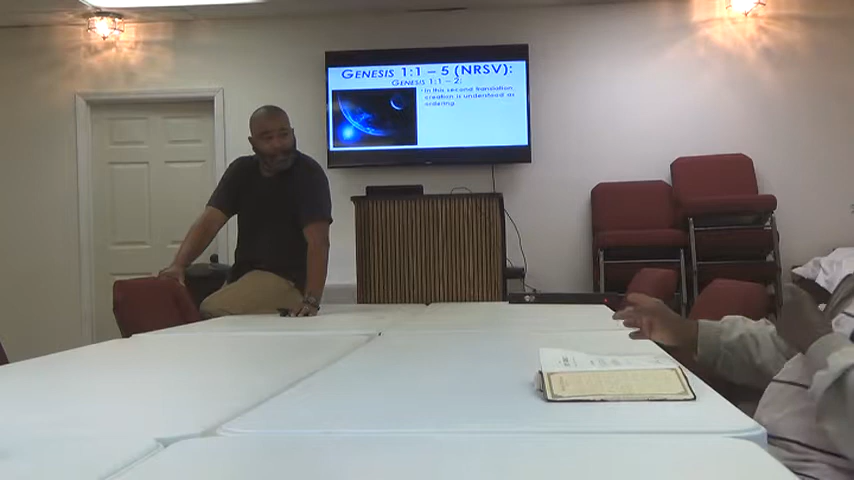 GENESIS 1:1 – 5 (NRSV):
GENESIS 1:1 – 2:
• In this second translation
creation is understood as
ordering.